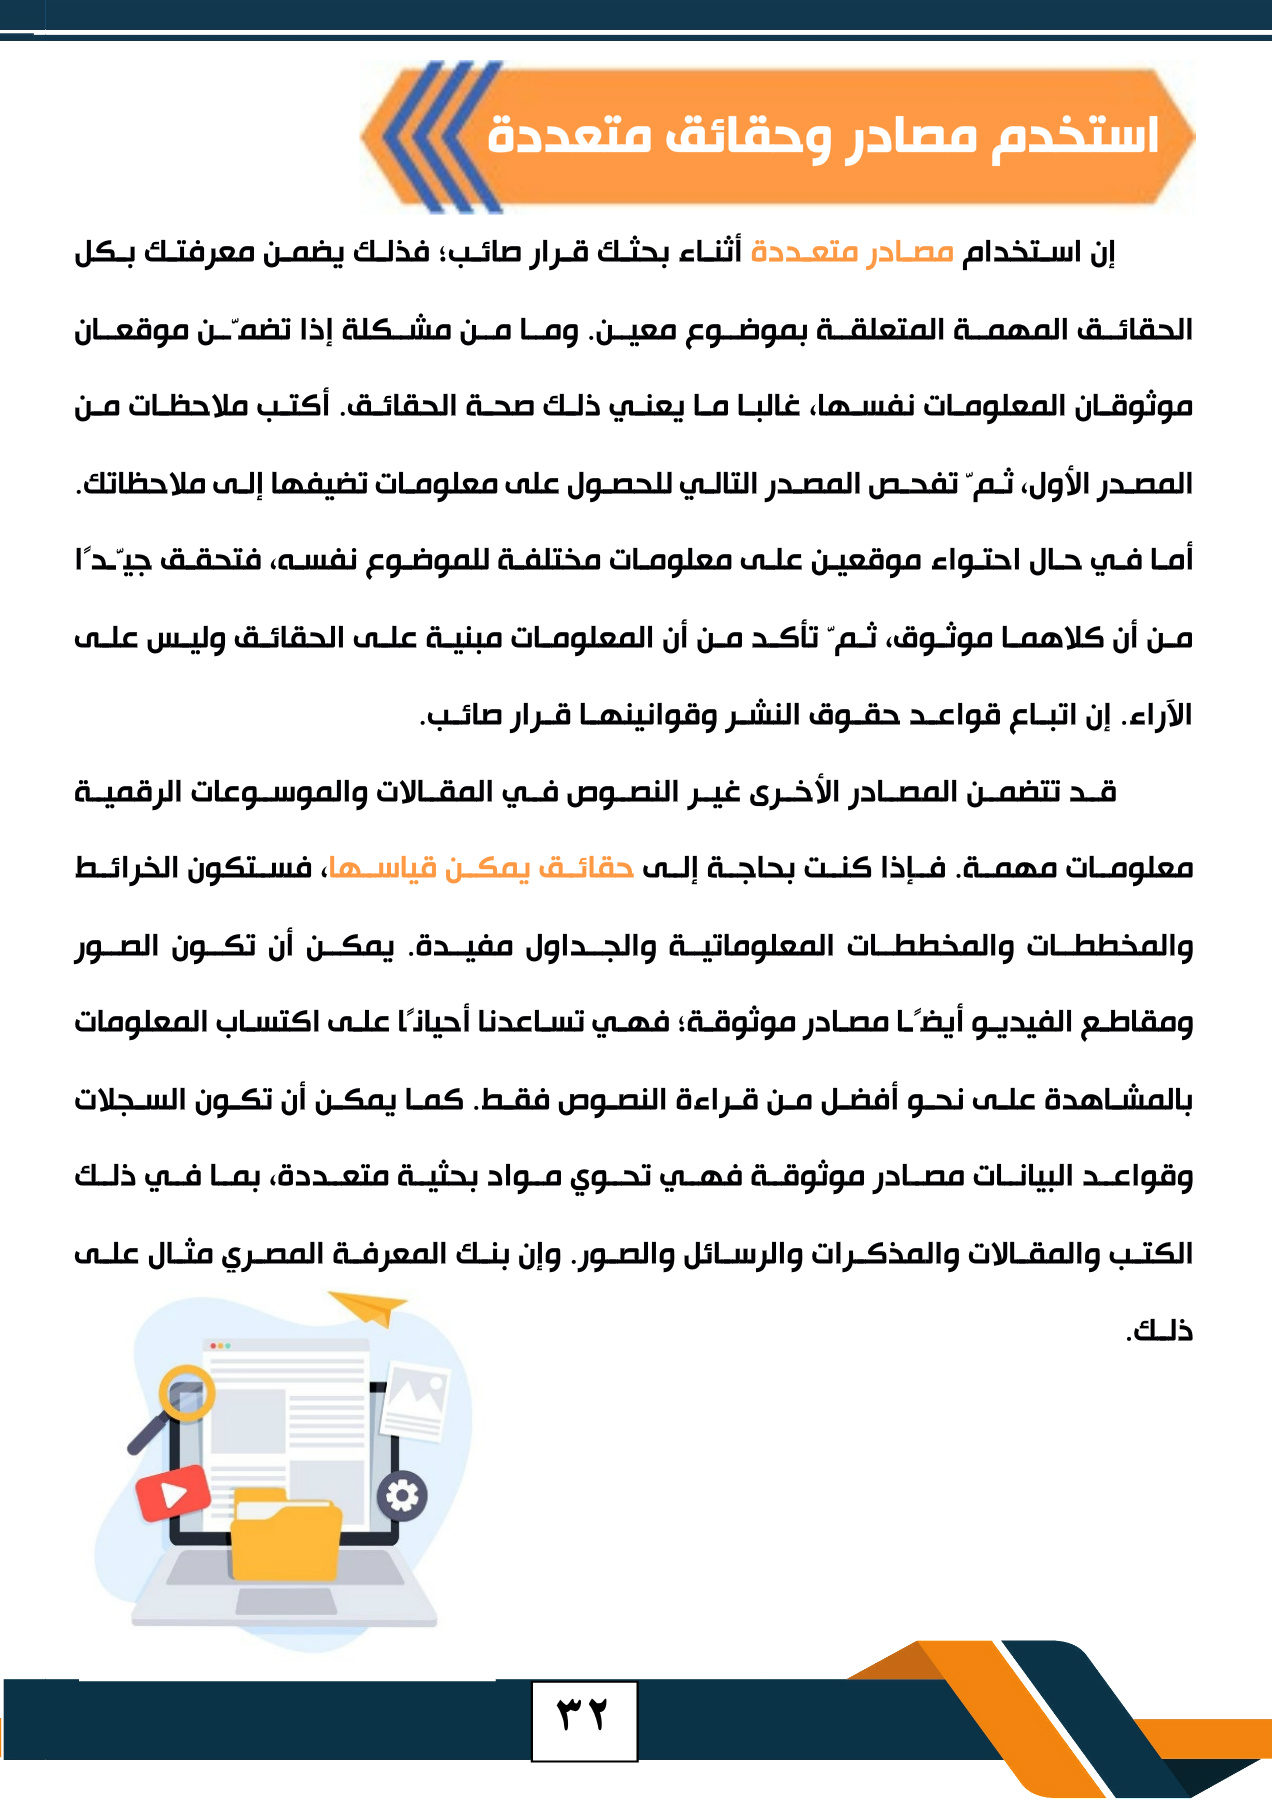 استخدم مصادر وحقائق متعددة
إن استخدام مصادر متعددة أثناء بحثك قرار صائب؛ فذلك يضمن معرفتك بكل
الحقائق المهمة المتعلقة بموضوع معين. وما من مشكلة إذا تضمّن موقعان
موثوقان المعلومات نفسها، غالبا ما يعني ذلك صحة الحقائق. أكتب ملاحظات من
المصدر الأول، ثمّ تفحص المصدر التالي للحصول على معلومات تضيفها إلى ملاحظاتك.
أما في حال احتواء موقعين على معلومات مختلفة للموضوع نفسه، فتحقق جيّدًا
من أن كلاهما موثوق، ثمّ تأكد من أن المعلومات مبنية على الحقائق وليس على
الآراء. إن اتباع قواعد حقوق النشر وقوانينها قرار صائب.
قد تتضمن المصادر الأخرى غير النصوص في المقالات والموسوعات الرقمية
معلومات مهمة. فإذا كنت بحاجة إلى حقائق يمكن قياسها، فستكون الخرائط
والمخططات والمخططات المعلوماتية والجداول مفيدة. يمكن أن تكون الصور
ومقاطع الفيديو أيضًا مصادر موثوقة؛ فهي تساعدنا أحيانًا على اكتساب المعلومات
بالمشاهدة على نحو أفضل من قراءة النصوص فقط. كما يمكن أن تكون السجلات
وقواعد البيانات مصادر موثوقة فهي تحوي مواد بحثية متعددة، بما في ذلك
الكتب والمقالات والمذكرات والرسائل والصور. وإن بنك المعرفة المصري مثال على
ذلك.
٣٢